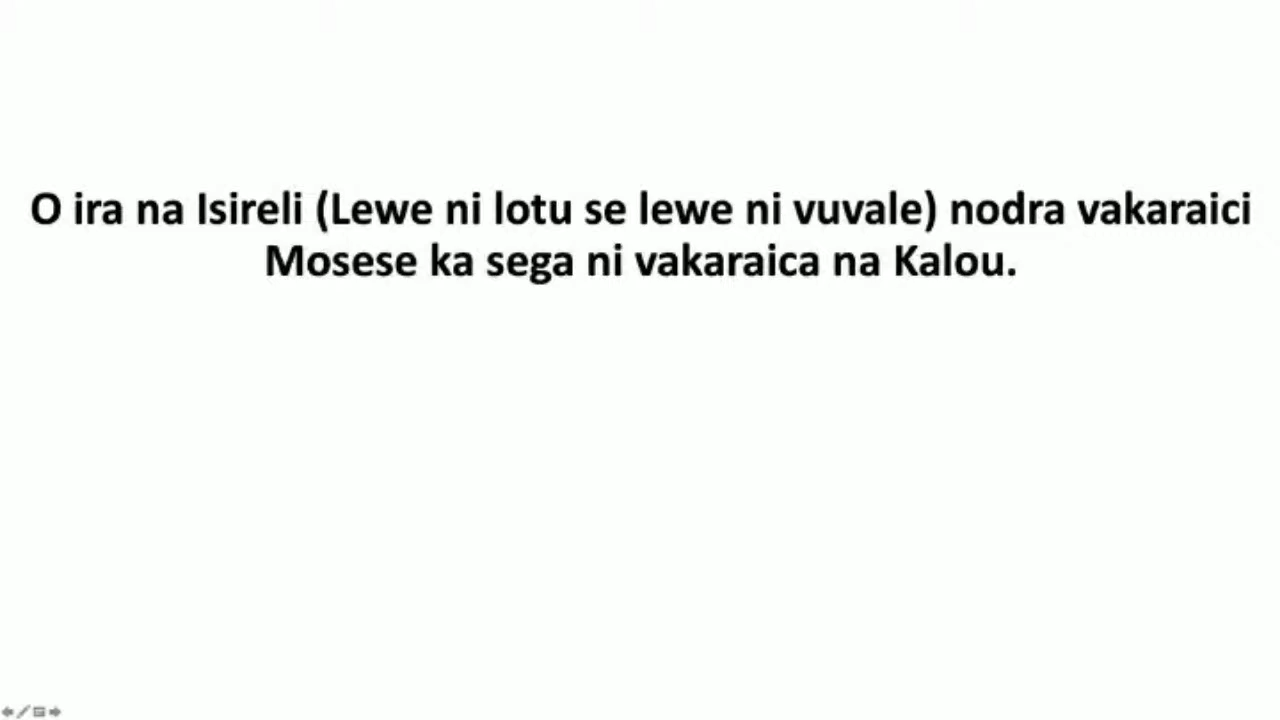 O ira na Isireli (Lewe ni lotu se lewe ni vuvale) nodra vakaraici
Mosese ka sega ni vakaraica na Kalou.